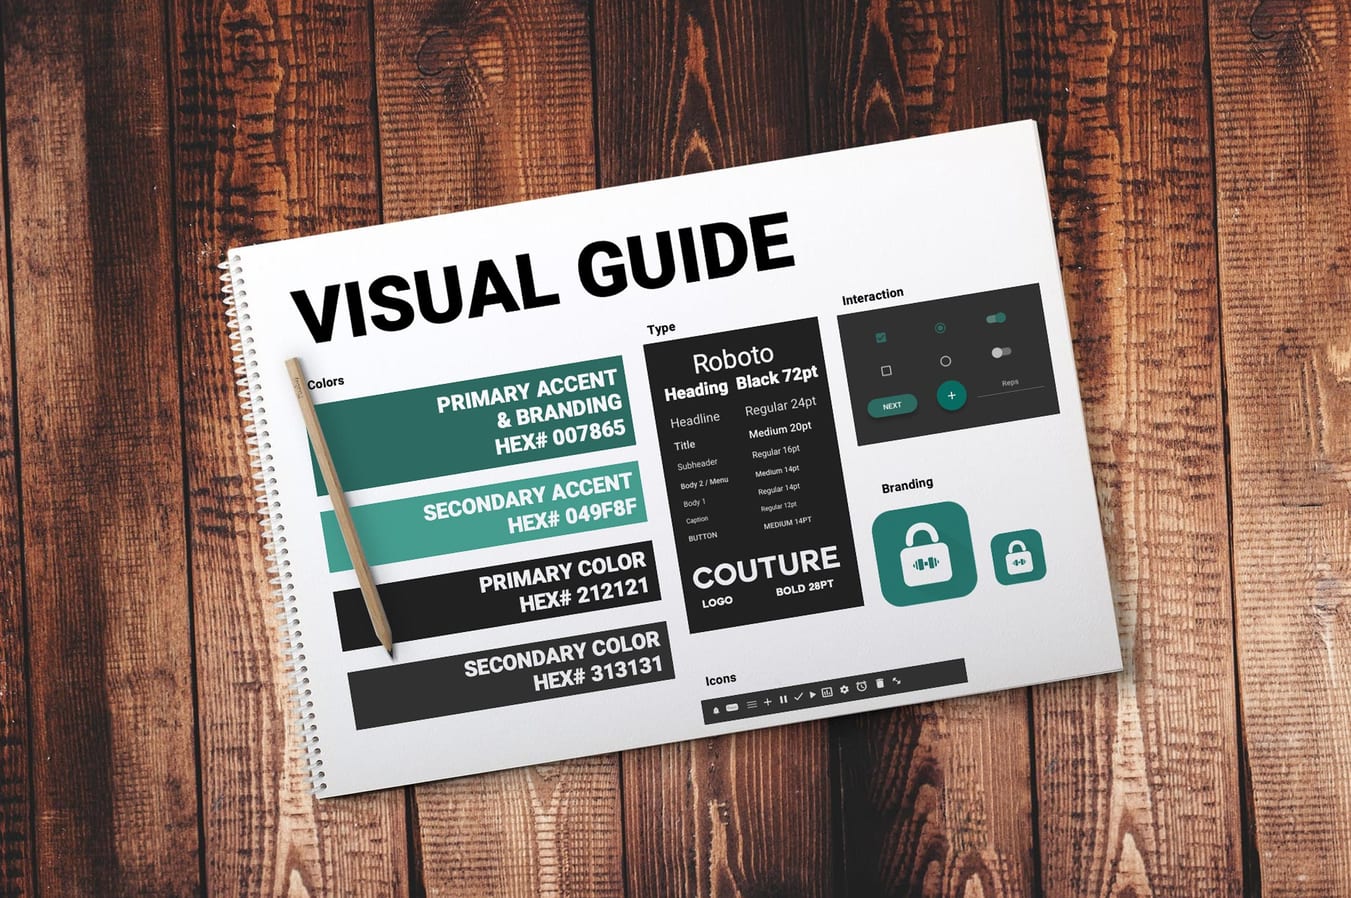 VISUAL GUIDE
Colors
PRIMARY ACCENT
& BRANDING
HEX# 007865
SECONDARY ACCENT
HEX# 049F8F
PRIMARY COLOR
HEX# 212121
SECONDARY COLOR
HEX# 313131
Type
Roboto
Heading Black 72pt
Headline Regular 24pt
Title Medium 20pt
Subheader Regular 16pt
Body 2 / Menu Medium 14pt
Body 1 Regular 14pt
Caption Regular 12pt
BUTTON MEDIUM 14PT
COUTURE
LOGO BOLD 28PT
Interaction
Reps
NEXT
Branding
Icons